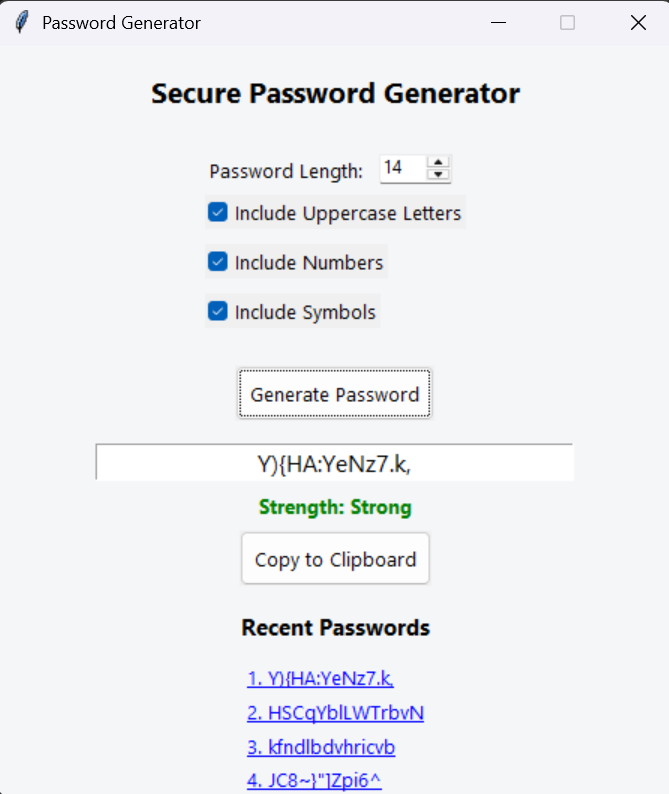 Password Generator
Secure Password Generator
Password Length: 14
Include Uppercase Letters
Include Numbers
Include Symbols
Generate Password
Y){HA:YeNz7.k,
Strength: Strong
Copy to Clipboard
Recent Passwords
1. Y){HA:YeNz7.k,
2. HSCqYblLWTrbvN
3. kfndlbdvhricvb
4. JC8~}"]Zpi6^